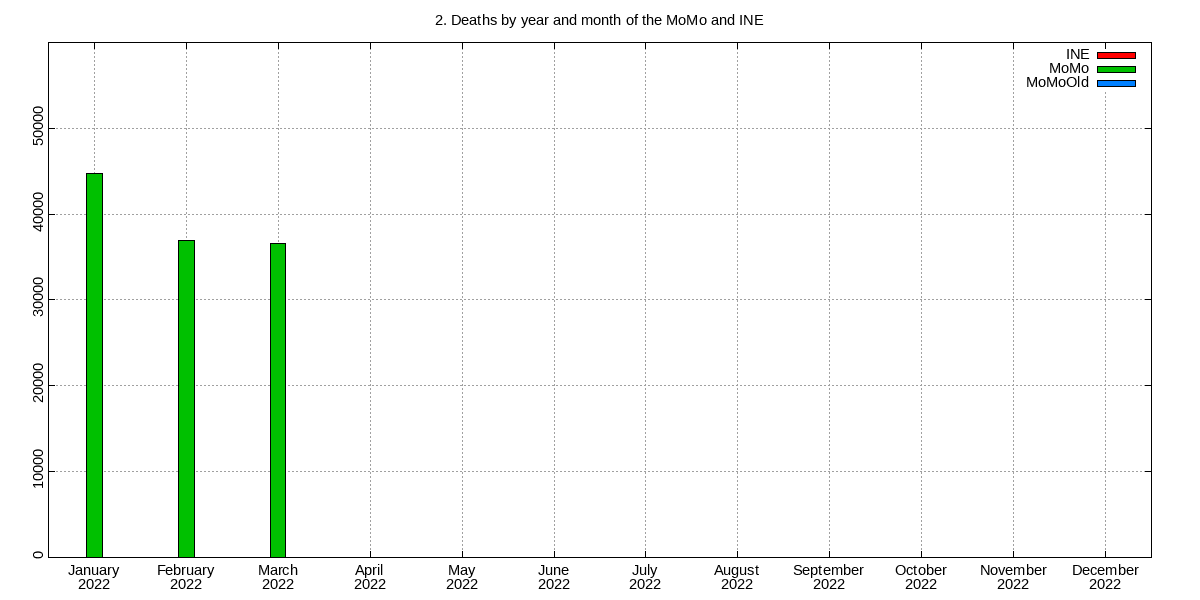 2. Deaths by year and month of the MoMo and INE
INE
MoMo
MoMoOld
50000
40000
30000
20000
10000
0
January February March April May June July August September October November December
2022 2022 2022 2022 2022 2022 2022 2022 2022 2022 2022 2022